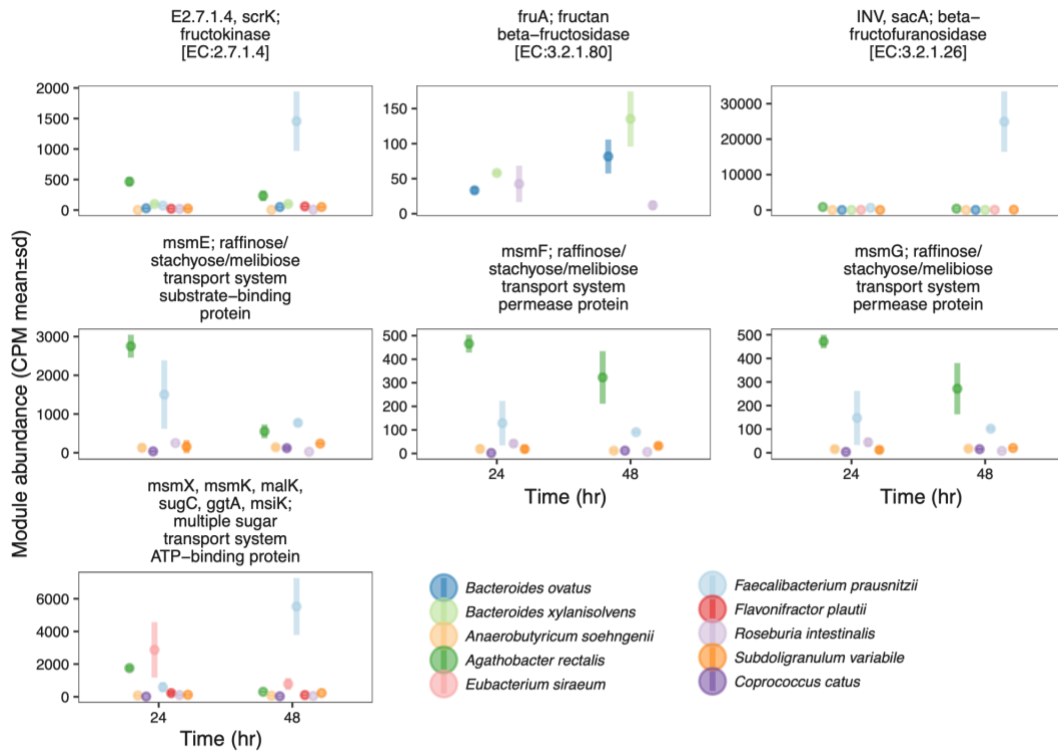 E2.7.1.4, scrK;
fructokinase
[EC:2.7.1.4]
fruA; fructan
beta−fructosidase
[EC:3.2.1.80]
INV, sacA; beta−
fructofuranosidase
[EC:3.2.1.26]
2000
1500
1000
500
0
150
100
50
0
30000
20000
10000
0
msmE; raffinose/
stachyose/melibiose
transport system
substrate−binding
protein
msmF; raffinose/
stachyose/melibiose
transport system
permease protein
msmG; raffinose/
stachyose/melibiose
transport system
permease protein
Module abundance (CPM mean±sd)
3000
2000
1000
0
500
400
300
200
100
0
24
48
Time (hr)
500
400
300
200
100
0
24
48
Time (hr)
msmX, msmK, malK,
sugC, ggtA, msiK;
multiple sugar
transport system
ATP−binding protein
6000
4000
2000
0
24
48
Time (hr)
Bacteroides ovatus
Bacteroides xylanisolvens
Anaerobutyricum soehngenii
Agathobacter rectalis
Eubacterium siraeum
Faecalibacterium prausnitzii
Flavonifractor plautii
Roseburia intestinalis
Subdoligranulum variabile
Coprococcus catus